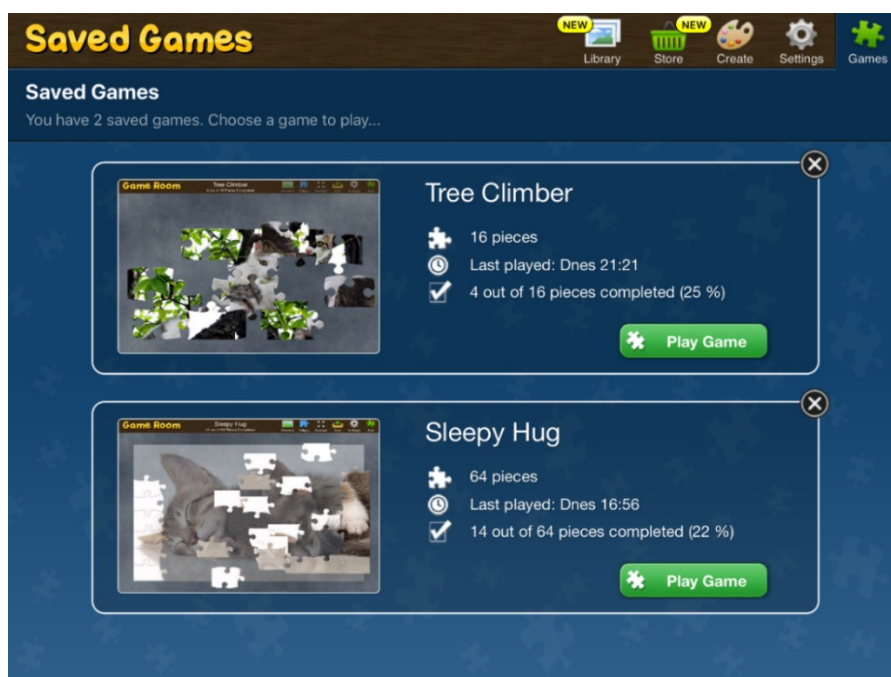 Saved Games
NEW
NEW
Library
Store
Create
Settings
Games
Saved Games
You have 2 saved games. Choose a game to play...
Game Room
Tree Climber
Tree Climber
16 pieces
Last played: Dnes 21:21
4 out of 16 pieces completed (25 %)
Play Game
Game Room
Sleepy Hug
Sleepy Hug
64 pieces
Last played: Dnes 16:56
14 out of 64 pieces completed (22 %)
Play Game